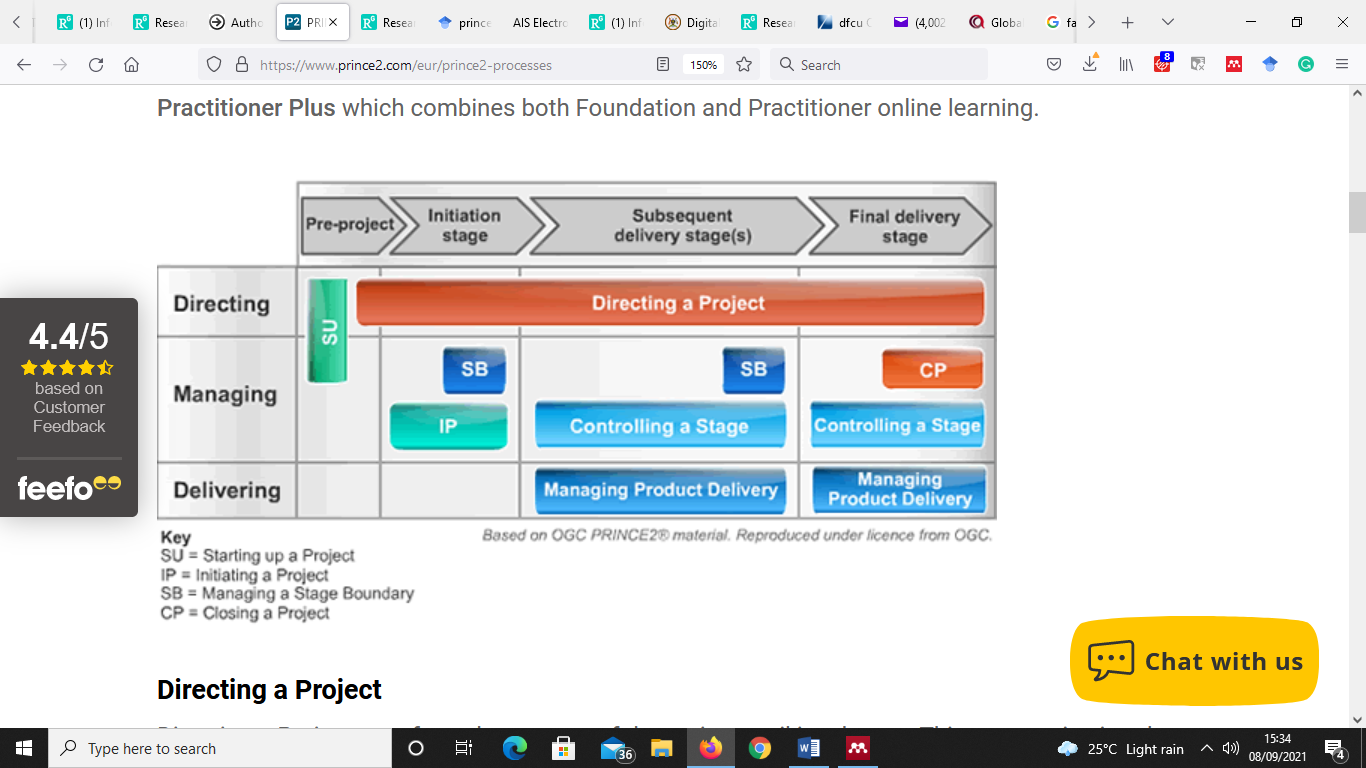 (1) Inf
Resear
Autho
P2 PRI
Resear
prince
AIS Electro
(1) Inf
Digita
Resear
dfcu
(4,002
Globa
fa
https://www.prince2.com/eur/prince2-processes
150%
Search
8
Practitioner Plus which combines both Foundation and Practitioner online learning.
Pre-project
Initiation
stage
Subsequent
delivery stage(s)
Final delivery
stage
Directing
SU
Directing a Project
Managing
SB
SB
CP
IP
Controlling a Stage
Controlling a Stage
Delivering
Managing Product Delivery
Managing
Product Delivery
Key
SU = Starting up a Project
IP = Initiating a Project
SB = Managing a Stage Boundary
CP = Closing a Project
Based on OGC PRINCE2® material. Reproduced under licence from OGC.
4.4/5
based on
Customer
Feedback
feefo
Chat with us
Directing a Project
Type here to search
36
25°C Light rain
15:34
08/09/2021
4